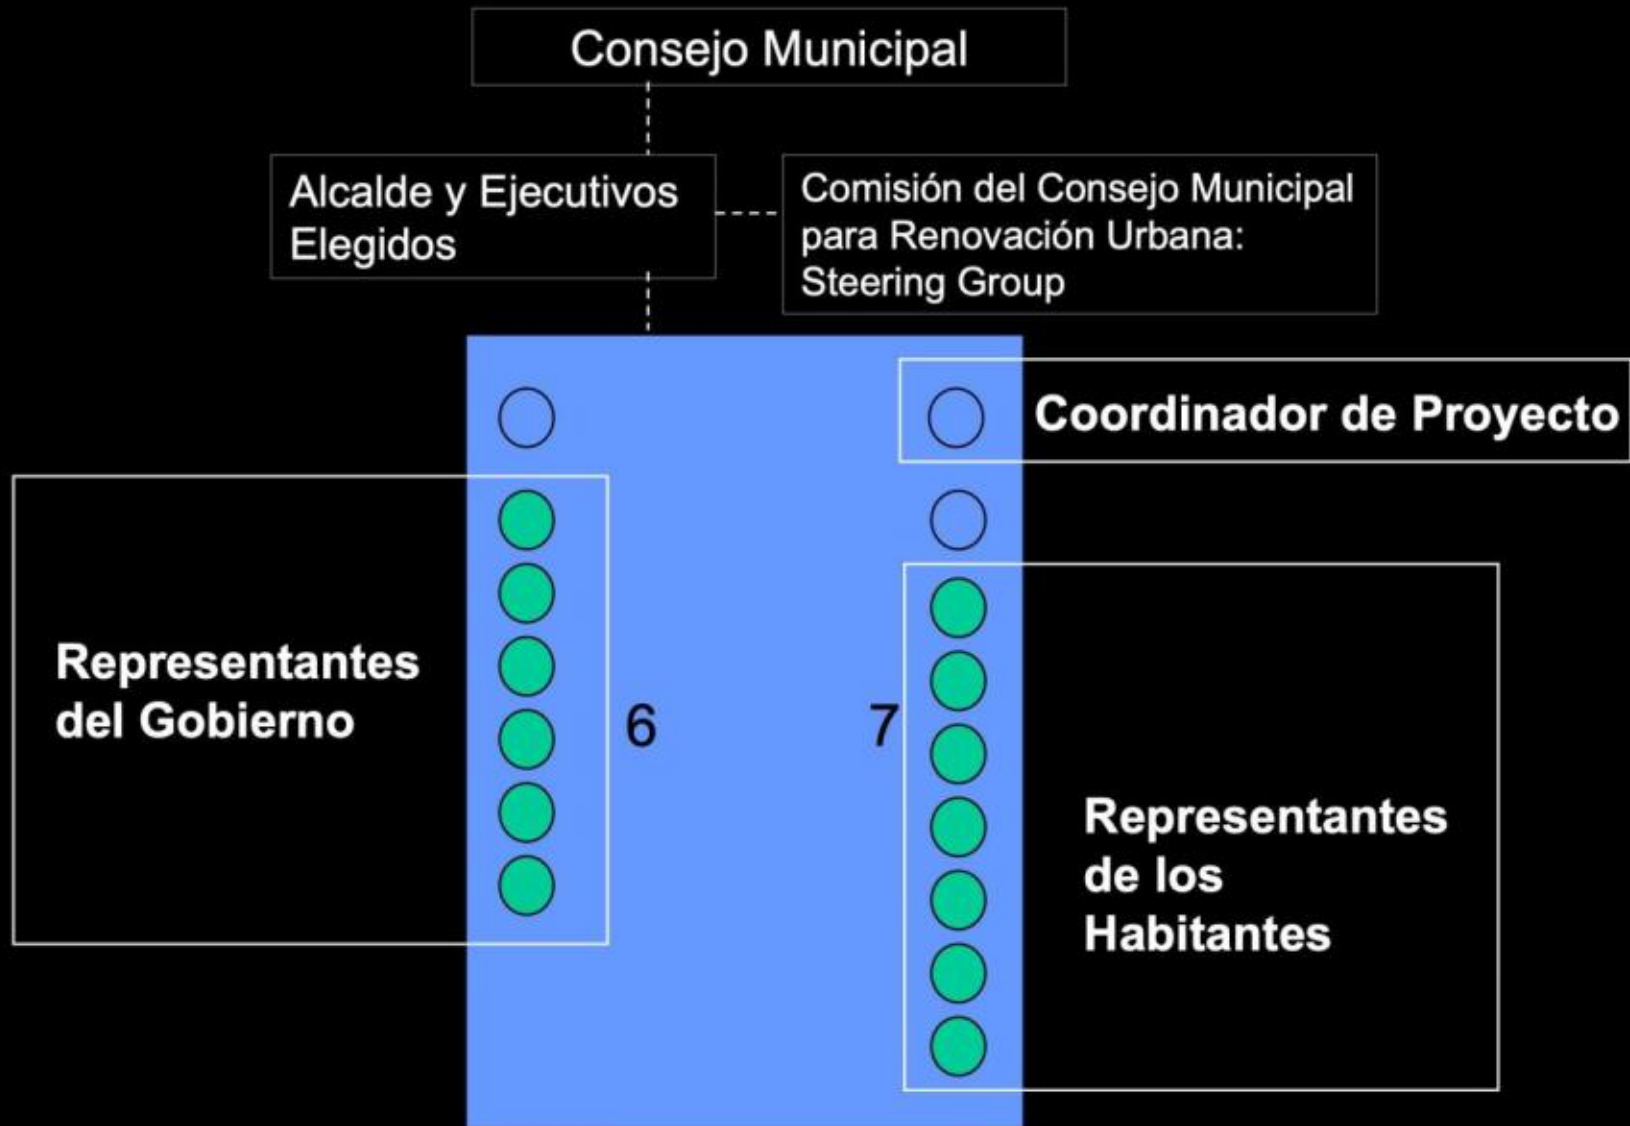 Consejo Municipal
Alcalde y Ejecutivos
Elegidos
Comisión del Consejo Municipal
para Renovación Urbana:
Steering Group
Coordinador de Proyecto
Representantes
del Gobierno
6
7
Representantes
de los
Habitantes